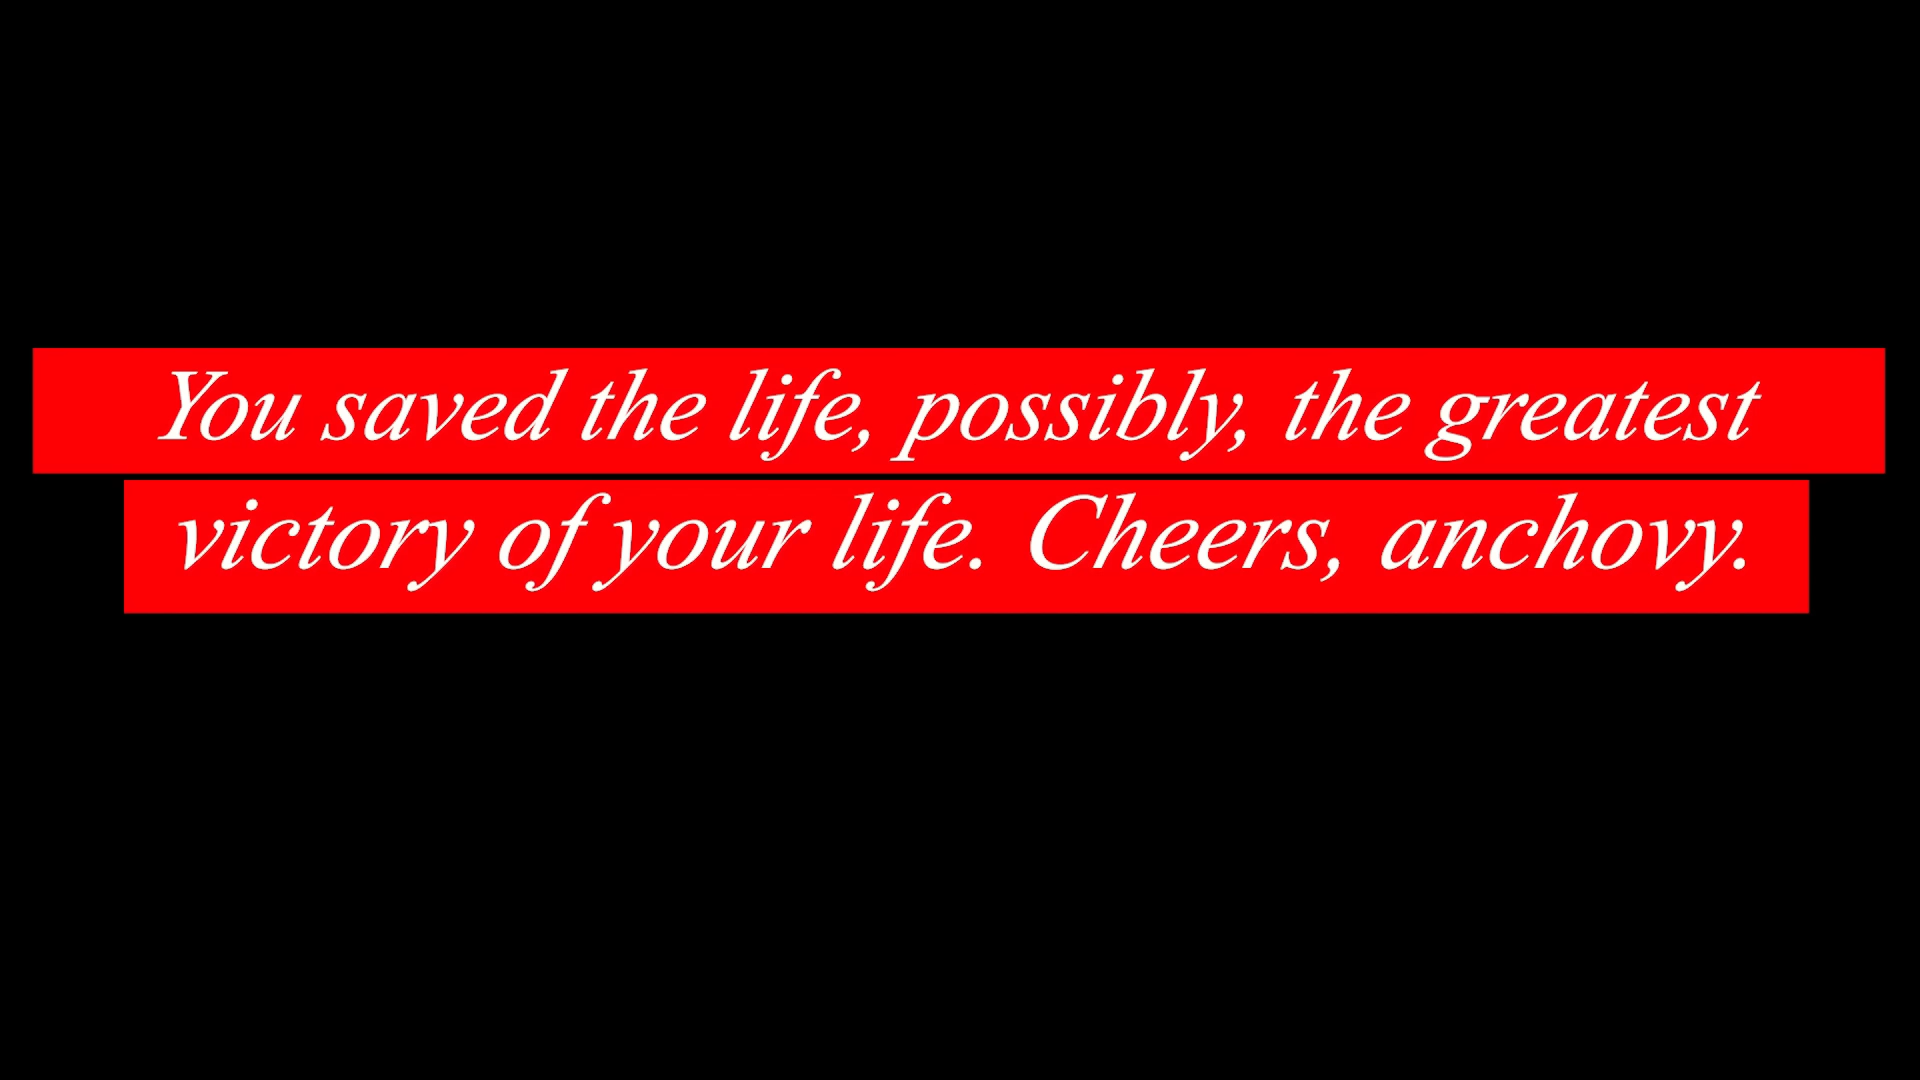 You saved the life, possibly, the greatest
victory of your life. Cheers, anchovy.